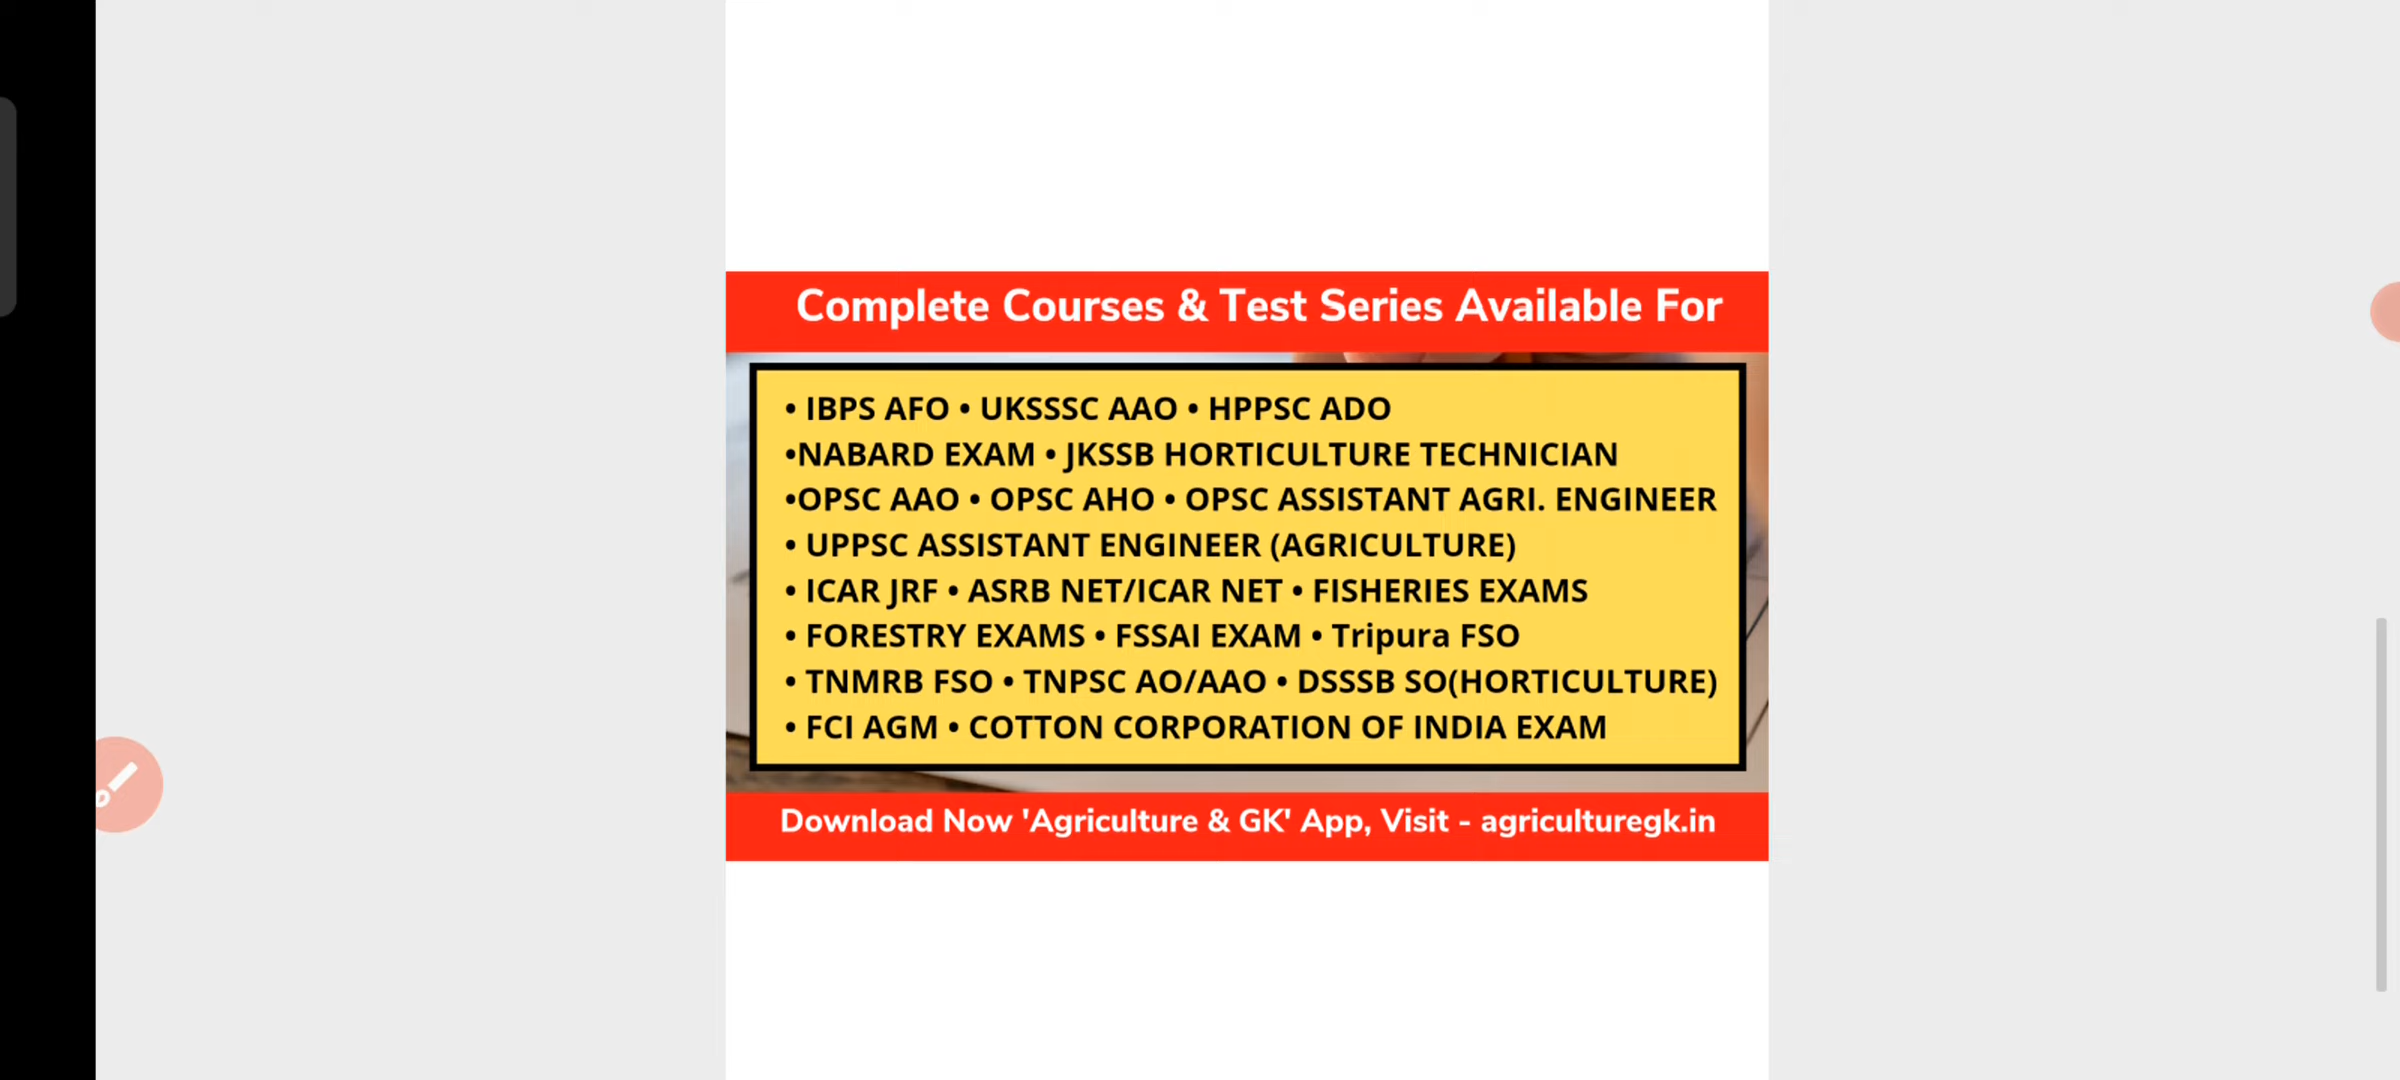 Complete Courses & Test Series Available For
• IBPS AFO • UKSSSC AAO • HPPSC ADO
•NABARD EXAM • JKSSB HORTICULTURE TECHNICIAN
•OPSC AAO • OPSC AHO • OPSC ASSISTANT AGRI. ENGINEER
• UPPSC ASSISTANT ENGINEER (AGRICULTURE)
• ICAR JRF • ASRB NET/ICAR NET • FISHERIES EXAMS
• FORESTRY EXAMS • FSSAI EXAM • Tripura FSO
• TNMRB FSO • TNPSC AO/AAO • DSSSB SO(HORTICULTURE)
• FCI AGM • COTTON CORPORATION OF INDIA EXAM
Download Now 'Agriculture & GK' App, Visit - agriculturegk.in